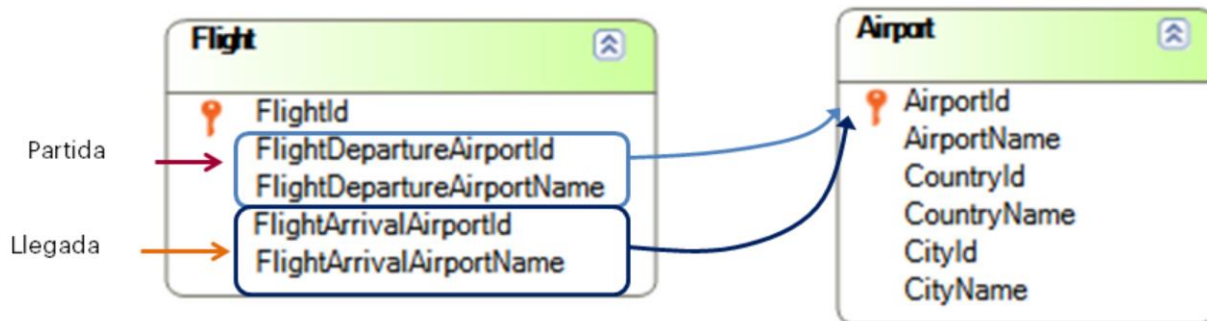 Flight
FlightId
Partida
FlightDepartureAirportId
FlightDepartureAirportName
Llegada
FlightArrivalAirportId
FlightArrivalAirportName
Airport
AirportId
AirportName
CountryId
CountryName
CityId
CityName